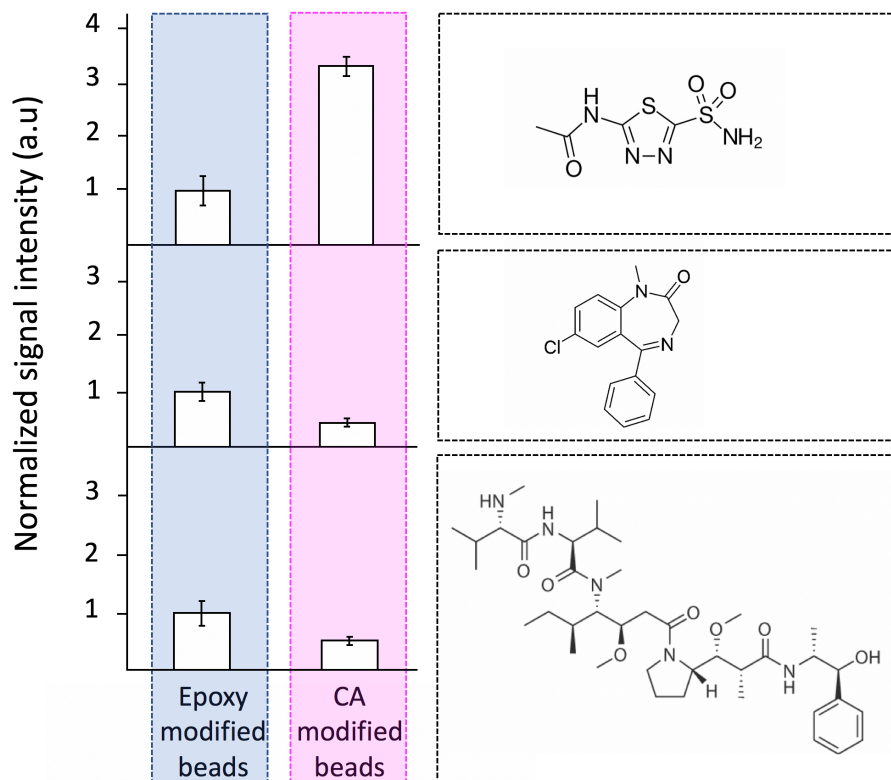 Normalized signal intensity (a.u)
4
3
2
1
3
2
1
3
2
1
Epoxy modified beads
CA modified beads
H
N
O
S
N
N
S
O
O
NH2
N
O
N
Cl
HN
O
H
N
O
N
O
O
N
H
O
O
N
H
OH